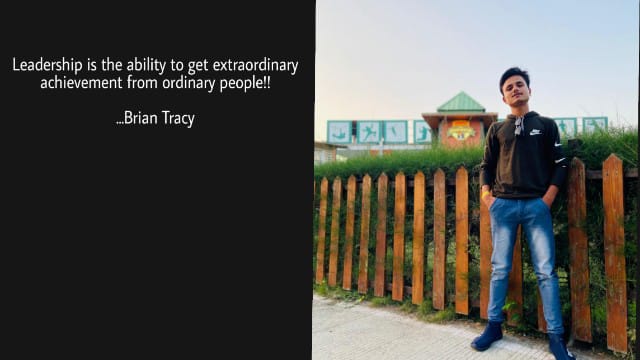 Leadership is the ability to get extraordinary
achievement from ordinary people!!
...Brian Tracy